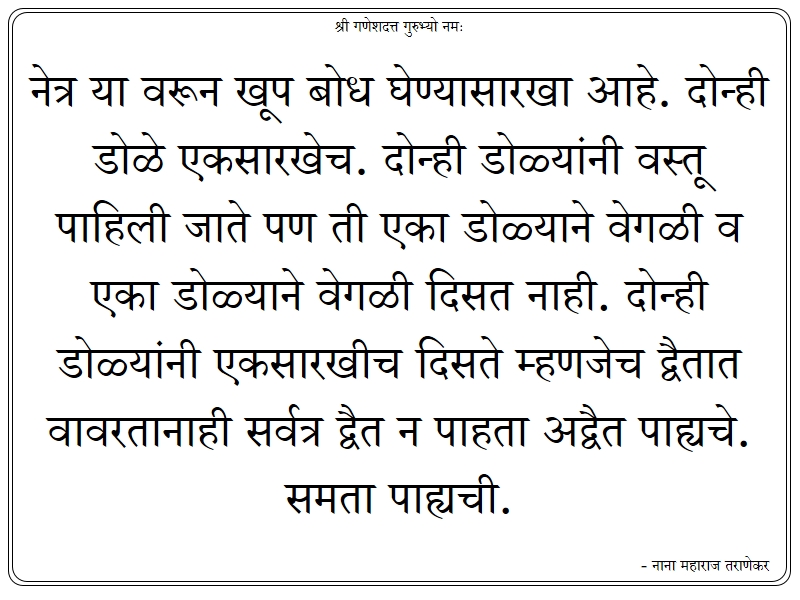 श्री गणेशदत्त गुरुभ्यो नमः
नेत्र या वरून खूप बोध घेण्यासारखा आहे. दोन्ही
डोळे एकसारखेच. दोन्ही डोळ्यांनी वस्तू
पाहिली जाते पण ती एका डोळ्याने वेगळी व
एका डोळ्याने वेगळी दिसत नाही. दोन्ही
डोळ्यांनी एकसारखीच दिसते म्हणजेच द्वैतात
वावरतानाही सर्वत्र द्वैत न पाहता अद्वैत पाह्यचे.
समता पाह्यची.
- नाना महाराज तराणेकर